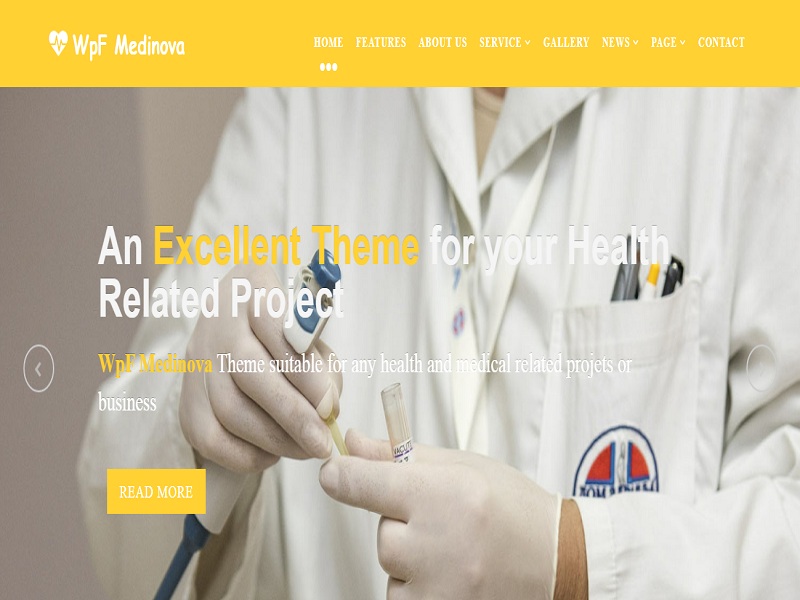 WpF Medinova
HOME FEATURES ABOUT US SERVICE GALLERY NEWS PAGE CONTACT
An Excellent Theme for your Health
Related Project
WpF Medinova Theme suitable for any health and medical related projets or
business
READ MORE